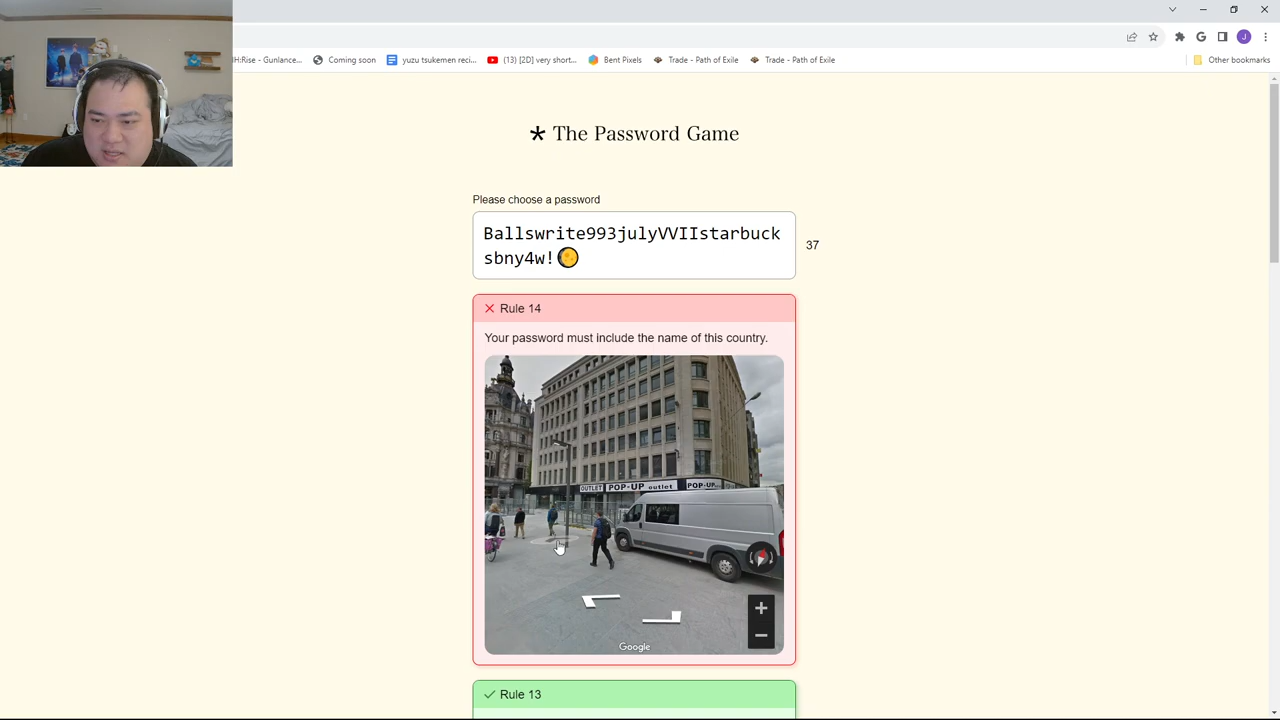 IH:Rise - Gunlance...
Coming soon
yuzu tsukemen reci...
(13) [2D] very short...
Bent Pixels
Trade - Path of Exile
Trade - Path of Exile
Other bookmarks
J
* The Password Game
Please choose a password
Ballswrite993julyVVIIstarbuck
sbny4w!🌔
37
Rule 14
Your password must include the name of this country.
OUTLET POP-UP outlet POP-UP...
Google
Rule 13